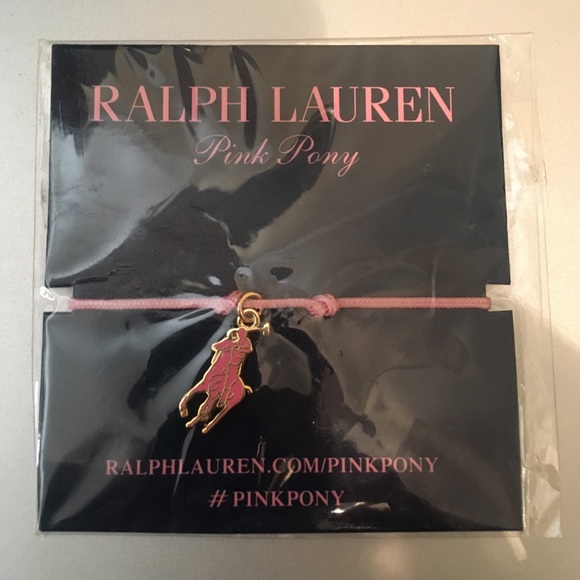 RALPH LAUREN
Pink Pony
RALPHLAUREN.COM/PINKPONY
# PINKPONY